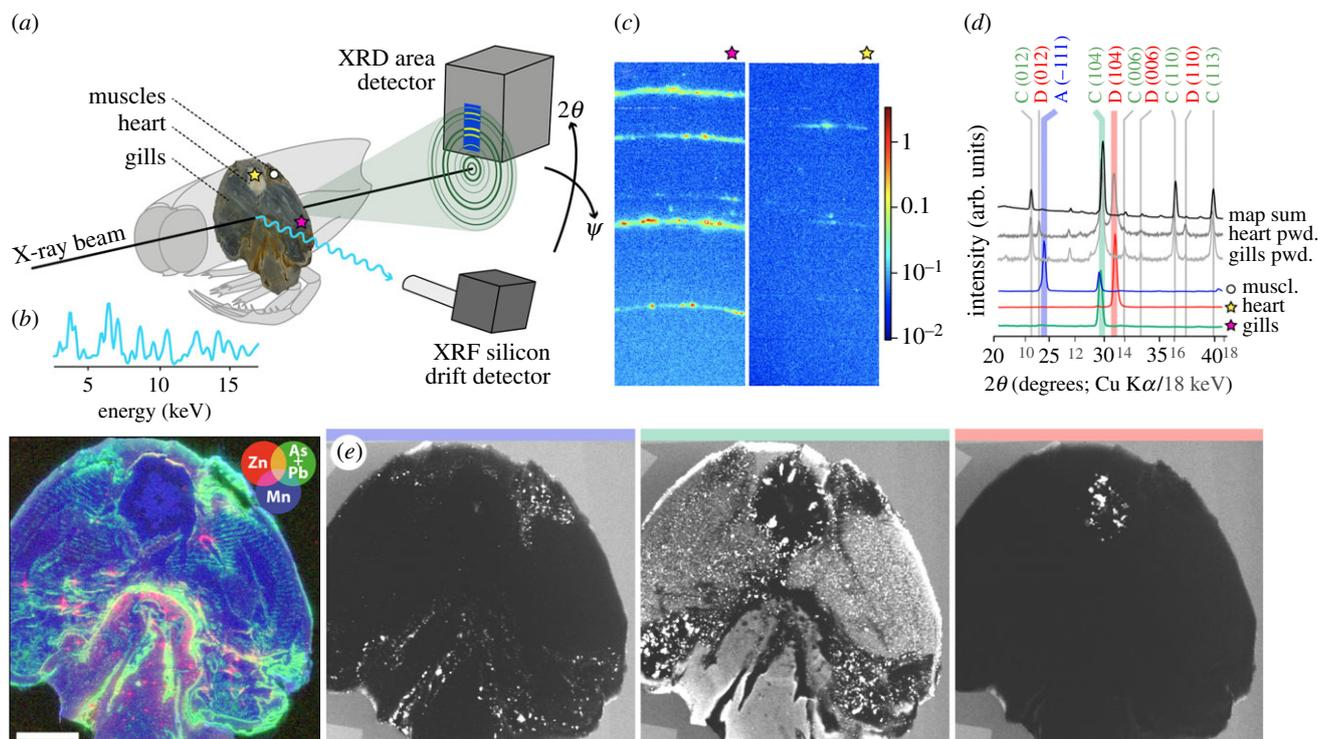 (a)
XRD area
detector
muscles
heart
gills
2θ
ψ
X-ray beam
XRF silicon
drift detector
(b)
5 10 15
energy (keV)
(c)
1
0.1
10⁻¹
10⁻²
(d)
C (012)
D (012)
A (−111)
C (104)
D (104)
C (006)
D (006)
C (110)
D (110)
C (113)
intensity (arb. units)
map sum
heart pwd.
gills pwd.
muscl.
heart
gills
20 10 25 12 30 14 35 16 40 18
2θ (degrees; Cu Kα/18 keV)
Zn As
+
Pb
Mn
(e)